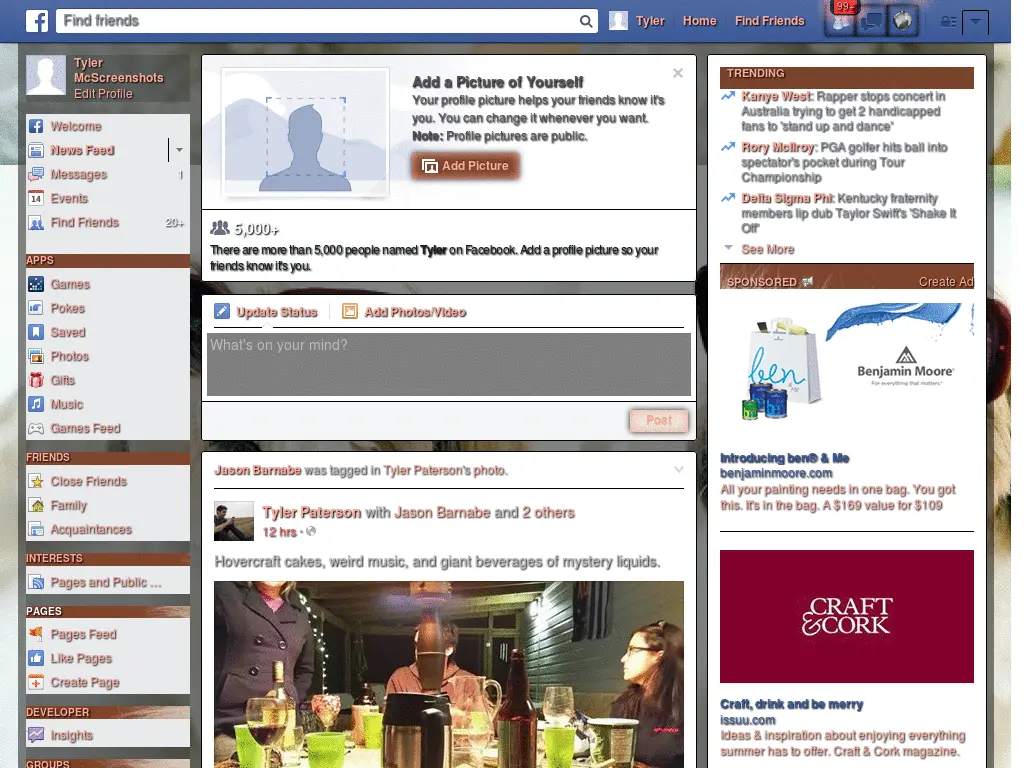 Find friends
Tyler
Home
Find Friends
99+
Tyler
McScreenshots
Edit Profile
Welcome
News Feed
Messages 1
14 Events
Find Friends 20+
APPS
Games
Pokes
Saved
Photos
Gifts
Music
Games Feed
FRIENDS
Close Friends
Family
Acquaintances
INTERESTS
Pages and Public ...
PAGES
Pages Feed
Like Pages
Create Page
DEVELOPER
Insights
GROUPS
Add a Picture of Yourself
Your profile picture helps your friends know it's
you. You can change it whenever you want.
Note: Profile pictures are public.
Add Picture
5,000+
There are more than 5,000 people named Tyler on Facebook. Add a profile picture so your
friends know it's you.
Update Status
Add Photos/Video
What's on your mind?
Post
Jason Barnabe was tagged in Tyler Paterson's photo.
Tyler Paterson with Jason Barnabe and 2 others
12 hrs ·
Hovercraft cakes, weird music, and giant beverages of mystery liquids.
TRENDING
Kanye West: Rapper stops concert in
Australia trying to get 2 handicapped
fans to 'stand up and dance'
Rory McIlroy: PGA golfer hits ball into
spectator's pocket during Tour
Championship
Delta Sigma Phi: Kentucky fraternity
members lip dub Taylor Swift's 'Shake It
Off'
See More
SPONSORED
Create Ad
ben
& Me
Benjamin Moore®
For everything that matters.™
Introducing ben® & Me
benjaminmoore.com
All your painting needs in one bag. You got
this. It's in the bag. A $169 value for $109
CRAFT
&CORK
Craft, drink and be merry
issuu.com
Ideas & inspiration about enjoying everything
summer has to offer. Craft & Cork magazine.